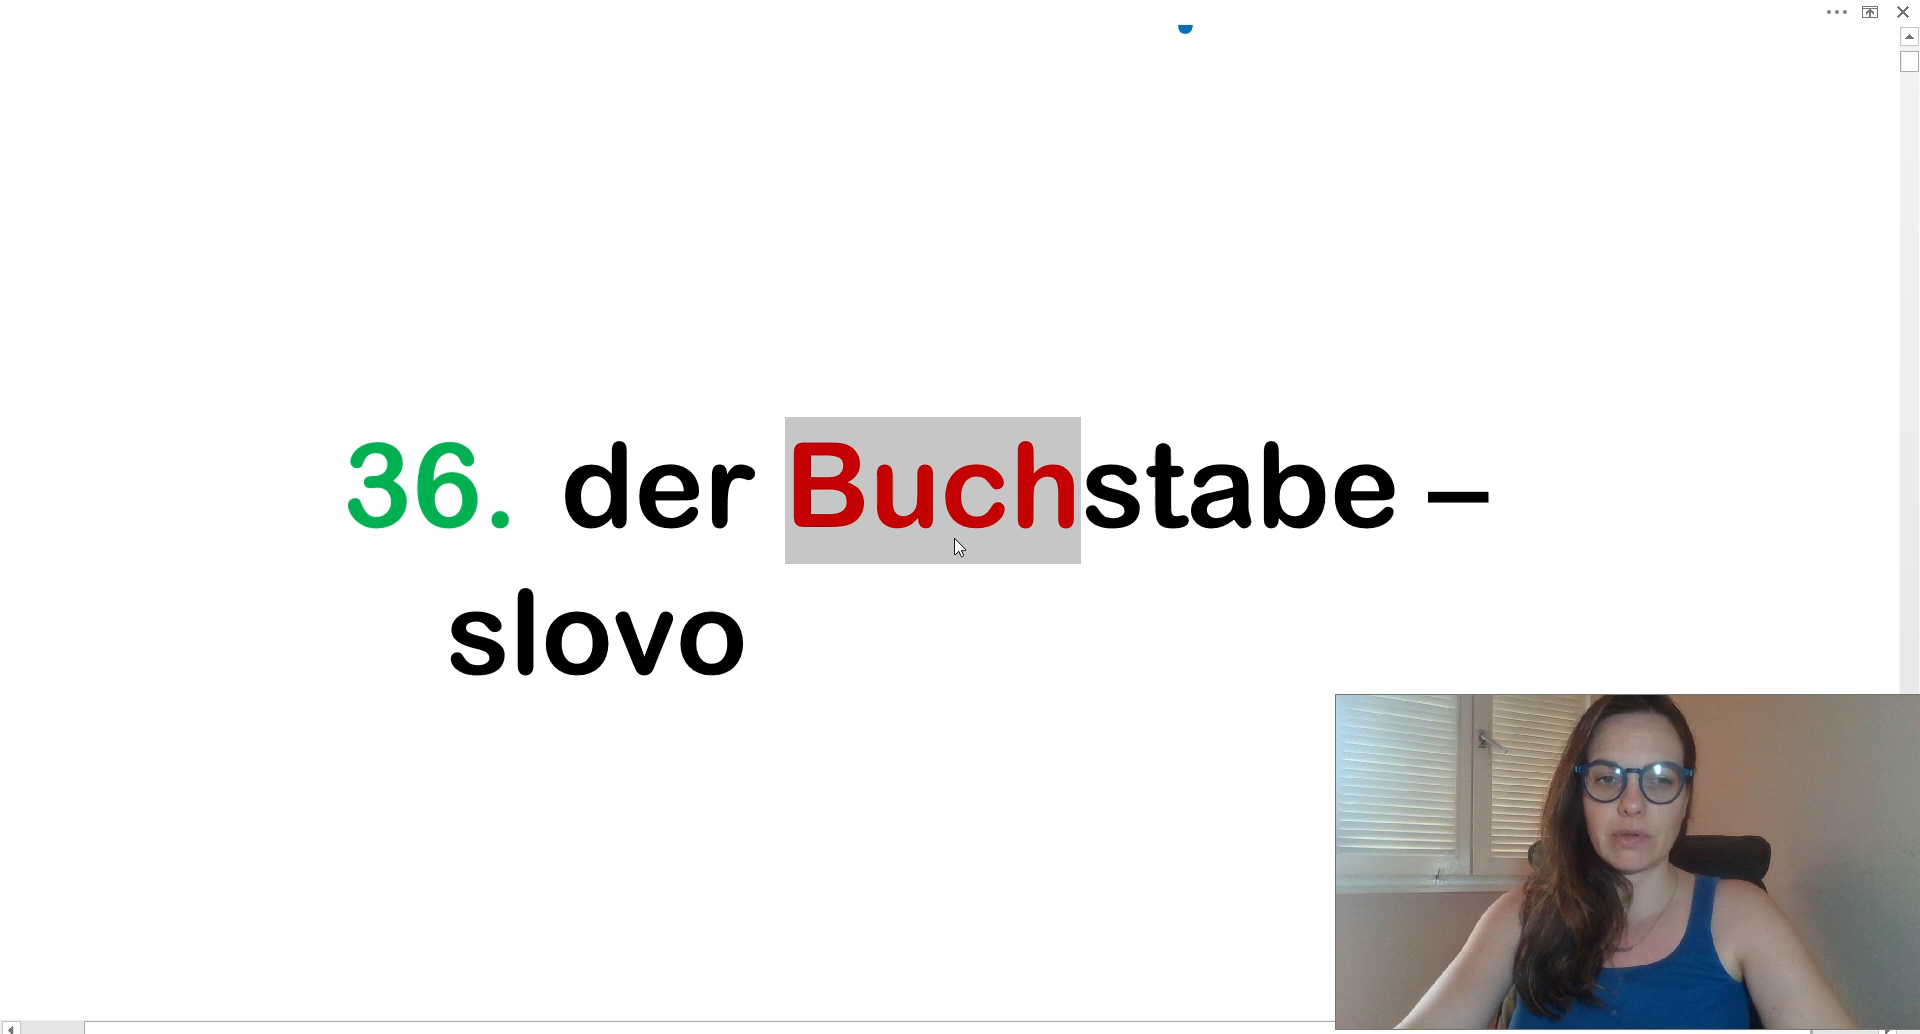 36. der Buchstabe –
slovo